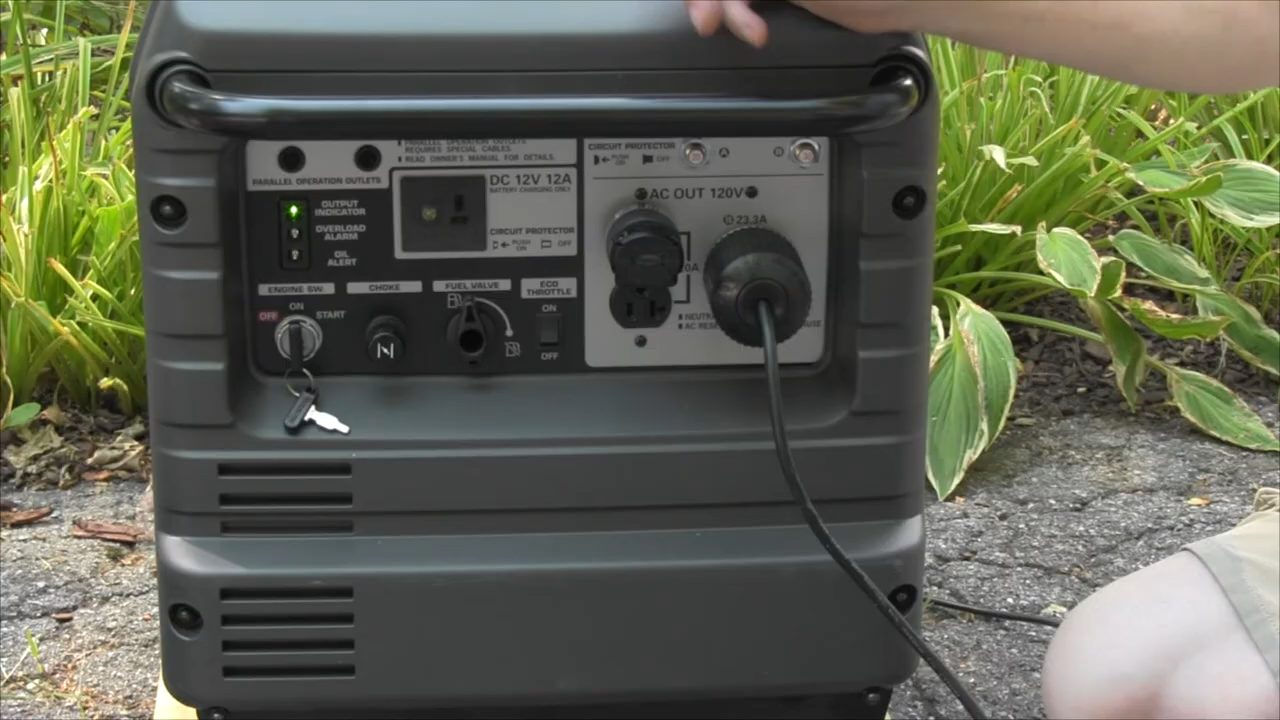 PARALLEL OPERATION OUTLETS
REQUIRES SPECIAL CABLES.
READ OWNER'S MANUAL FOR DETAILS.
PARALLEL OPERATION OUTLETS
OUTPUT
INDICATOR
OVERLOAD
ALARM
OIL
ALERT
DC 12V 12A
BATTERY CHARGING ONLY
CIRCUIT PROTECTOR
PUSH
ON
OFF
ENGINE SW.
OFF
ON
START
CHOKE
FUEL VALVE
ECO
THROTTLE
ON
OFF
CIRCUIT PROTECTOR
PUSH
ON
OFF
A
B
AC OUT 120V
B 23.3A